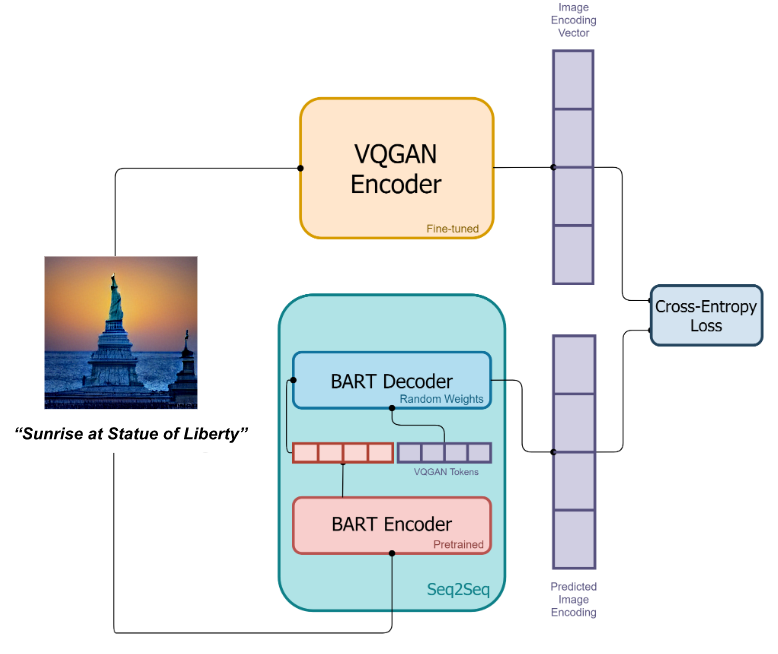 Image
Encoding
Vector
VQGAN
Encoder
Fine-tuned
Cross-Entropy
Loss
BART Decoder
Random Weights
"Sunrise at Statue of Liberty"
VQGAN Tokens
BART Encoder
Pretrained
Seq2Seq
Predicted
Image
Encoding